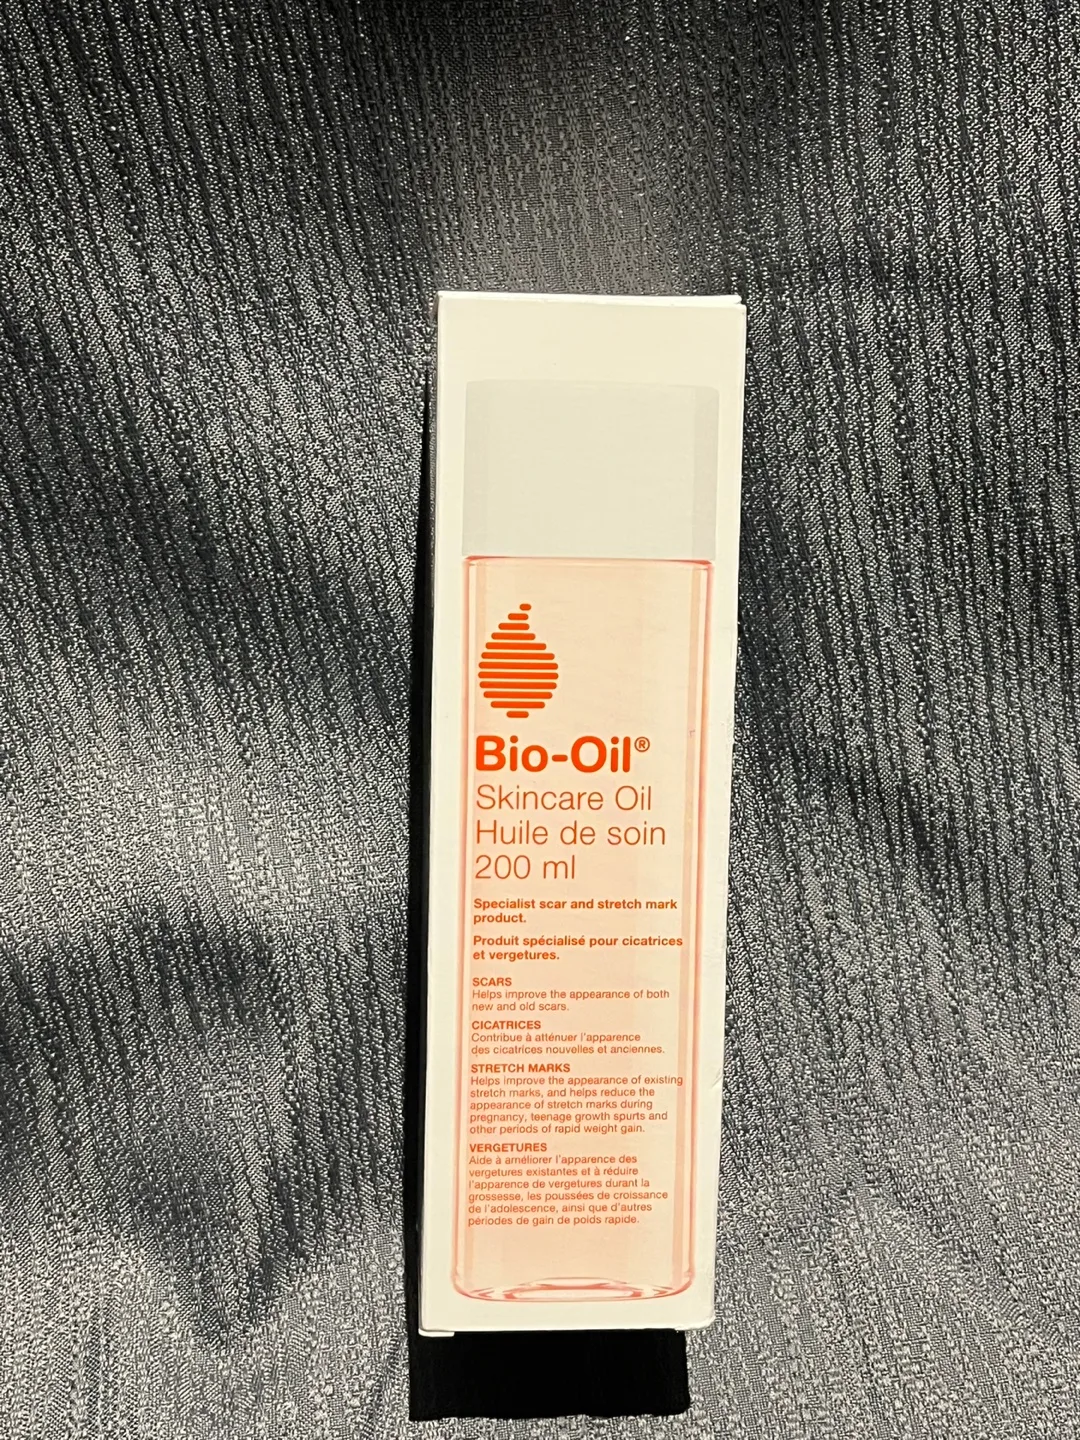 Bio-Oil®
Skincare Oil
Huile de soin
200 ml
Specialist scar and stretch mark
product.
Produit spécialisé pour cicatrices
et vergetures.
SCARS
Helps improve the appearance of both
new and old scars.
CICATRICES
Contribue à atténuer l'apparence
des cicatrices nouvelles et anciennes.
STRETCH MARKS
Helps improve the appearance of existing
stretch marks, and helps reduce the
appearance of stretch marks during
pregnancy, teenage growth spurts and
other periods of rapid weight gain.
VERGETURES
Aide à améliorer l'apparence des
vergetures existantes et à réduire
l'apparence de vergetures durant la
grossesse, les poussées de croissance
de l'adolescence, ainsi que d'autres
périodes de gain de poids rapide.